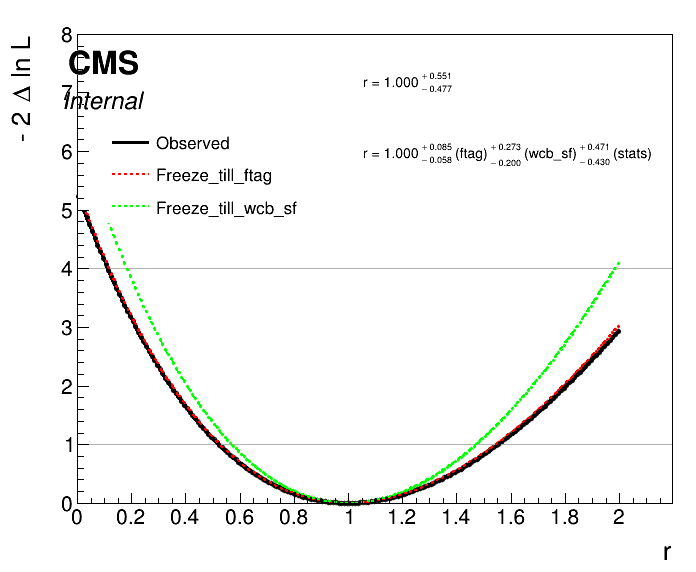 - 2 Δ ln L
8
CMS
7
Internal
r = 1.000 + 0.551 - 0.477
6
r = 1.000 + 0.085 - 0.058 (ftag) + 0.273 - 0.200 (wcb_sf) + 0.471 - 0.430 (stats)
Observed
Freeze_till_ftag
Freeze_till_wcb_sf
5
4
3
2
1
0
0 0.2 0.4 0.6 0.8 1 1.2 1.4 1.6 1.8 2
r